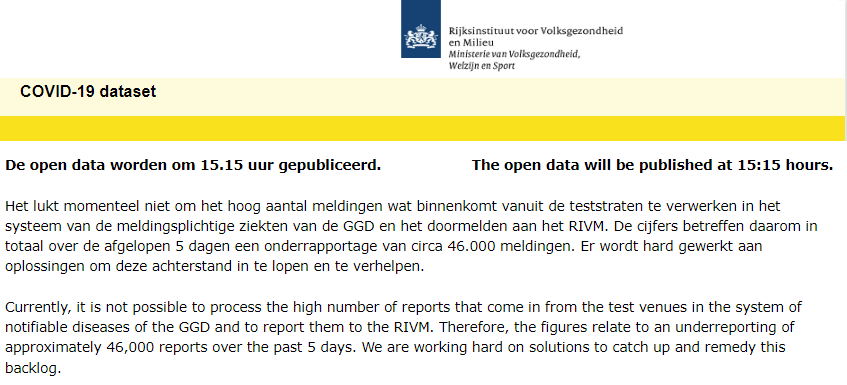 Rijksinstituut voor Volksgezondheid
en Milieu
Ministerie van Volksgezondheid,
Welzijn en Sport
COVID-19 dataset
De open data worden om 15.15 uur gepubliceerd. The open data will be published at 15:15 hours.
Het lukt momenteel niet om het hoog aantal meldingen wat binnenkomt vanuit de teststraten te verwerken in het
systeem van de meldingsplichtige ziekten van de GGD en het doormelden aan het RIVM. De cijfers betreffen daarom in
totaal over de afgelopen 5 dagen een onderrapportage van circa 46.000 meldingen. Er wordt hard gewerkt aan
oplossingen om deze achterstand in te lopen en te verhelpen.
Currently, it is not possible to process the high number of reports that come in from the test venues in the system of
notifiable diseases of the GGD and to report them to the RIVM. Therefore, the figures relate to an underreporting of
approximately 46,000 reports over the past 5 days. We are working hard on solutions to catch up and remedy this
backlog.